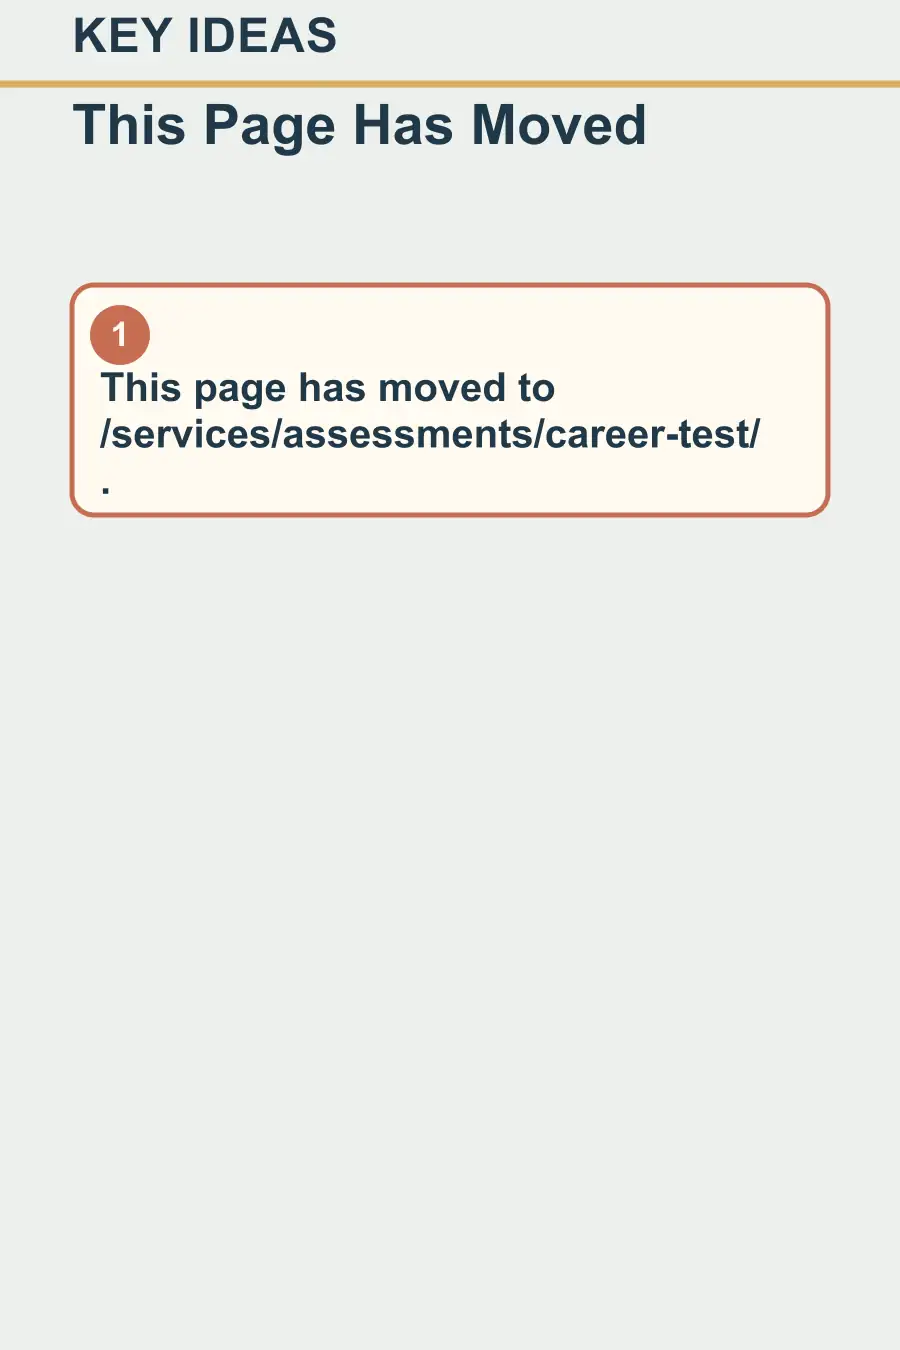 KEY IDEAS
This Page Has Moved
1
This page has moved to
/services/assessments/career-test/
.